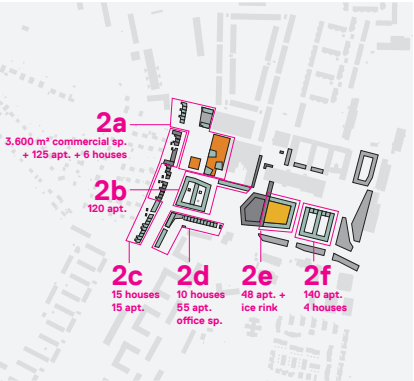 2a
3.600 m² commercial sp.
+ 125 apt. + 6 houses
2b
120 apt.
2c
15 houses
15 apt.
2d
10 houses
55 apt.
office sp.
2e
48 apt. +
ice rink
2f
140 apt.
4 houses